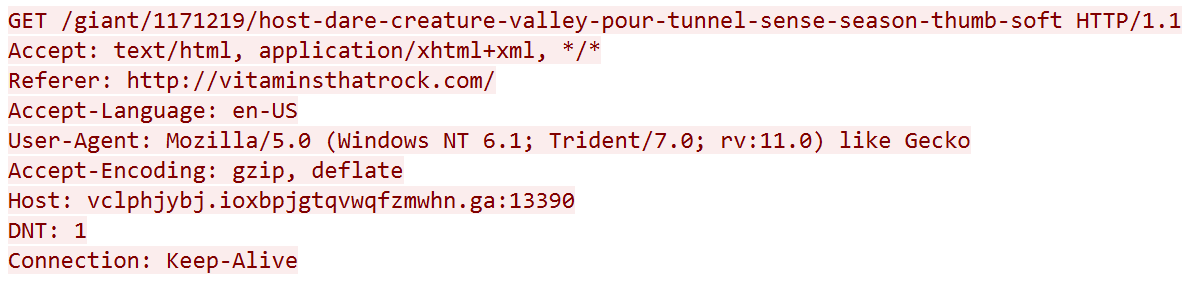 GET /giant/1171219/host-dare-creature-valley-pour-tunnel-sense-season-thumb-soft HTTP/1.1
Accept: text/html, application/xhtml+xml, */*
Referer: http://vitaminsthatrock.com/
Accept-Language: en-US
User-Agent: Mozilla/5.0 (Windows NT 6.1; Trident/7.0; rv:11.0) like Gecko
Accept-Encoding: gzip, deflate
Host: vclphjybj.ioxbpjgtqvwqfzmwhn.ga:13390
DNT: 1
Connection: Keep-Alive